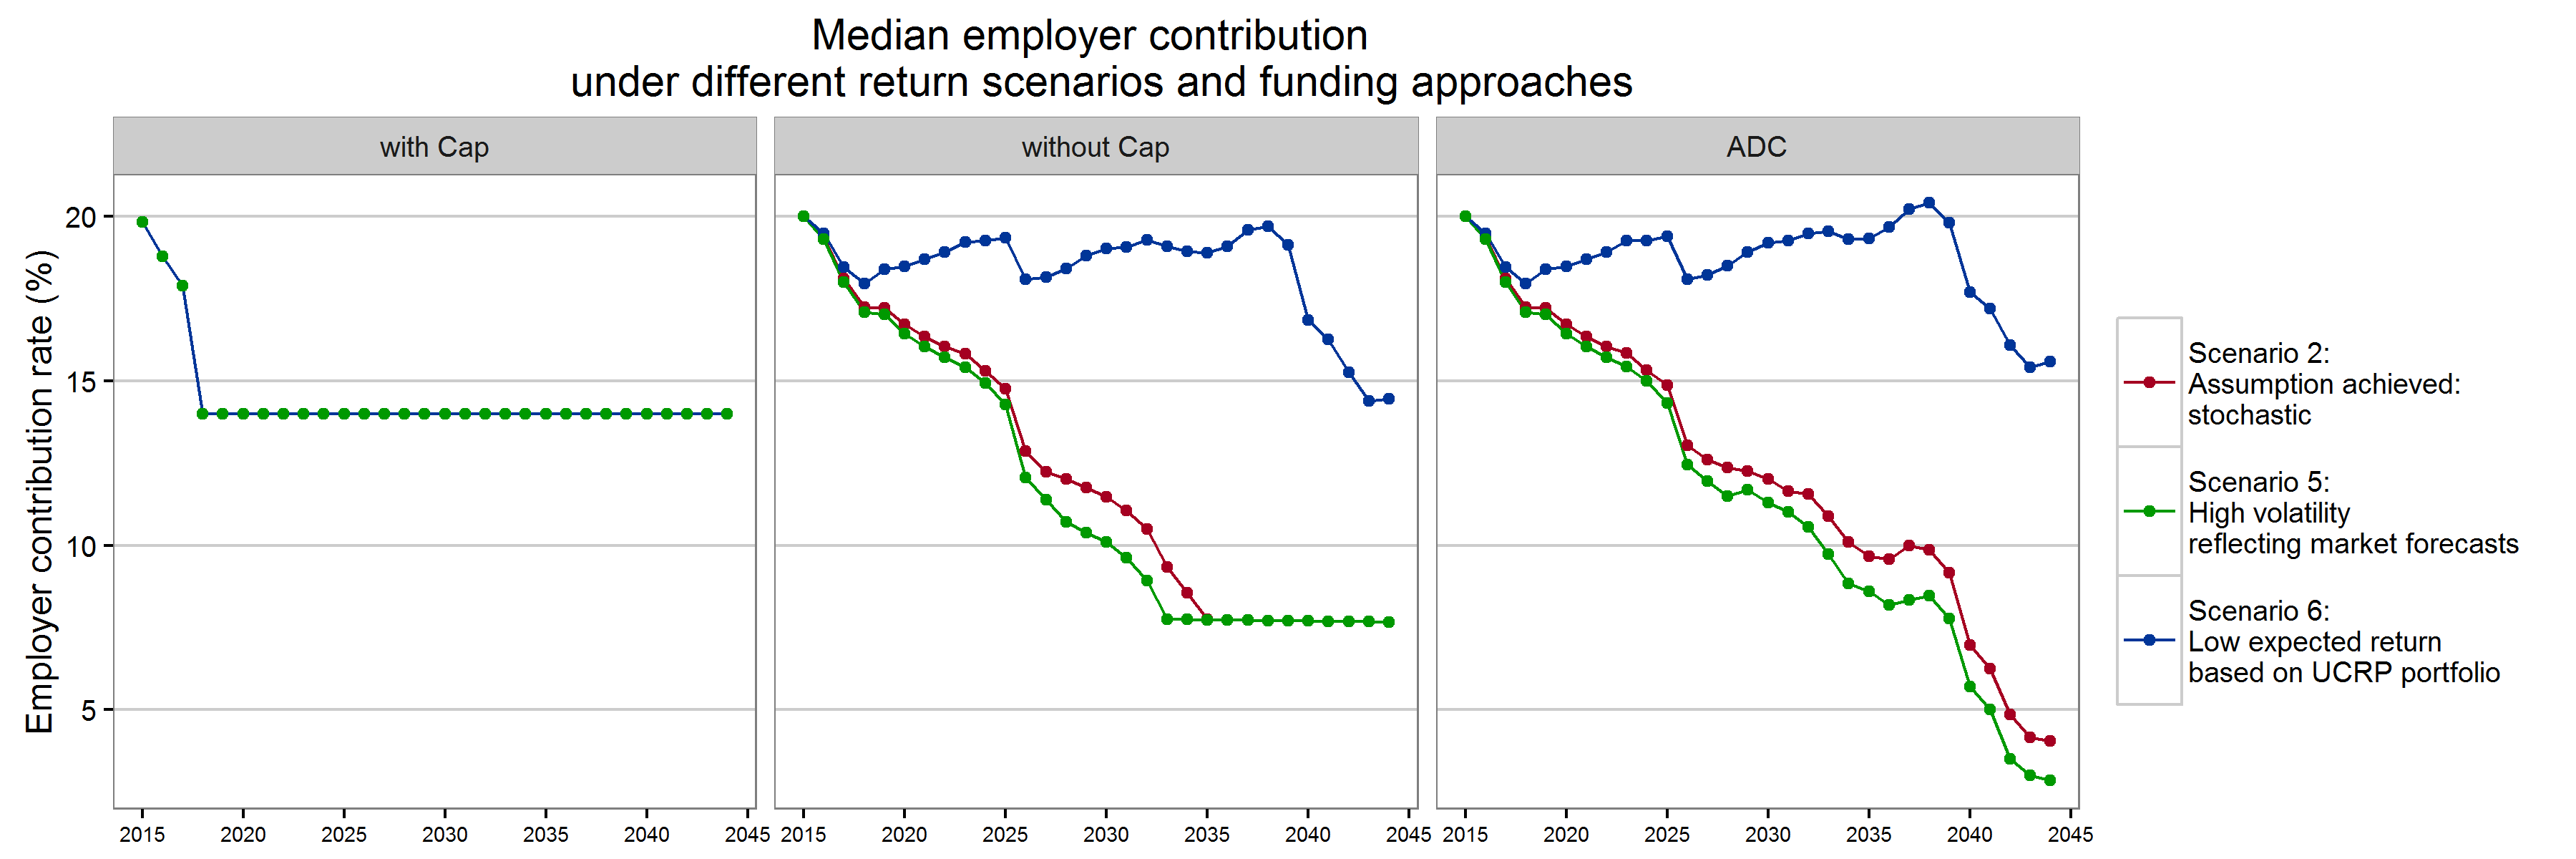 Median employer contribution
under different return scenarios and funding approaches
with Cap
without Cap
ADC
Employer contribution rate (%)
20
15
10
5
2015 2020 2025 2030 2035 2040 2045
2015 2020 2025 2030 2035 2040 2045
2015 2020 2025 2030 2035 2040 2045
Scenario 2:
Assumption achieved:
stochastic
Scenario 5:
High volatility
reflecting market forecasts
Scenario 6:
Low expected return
based on UCRP portfolio